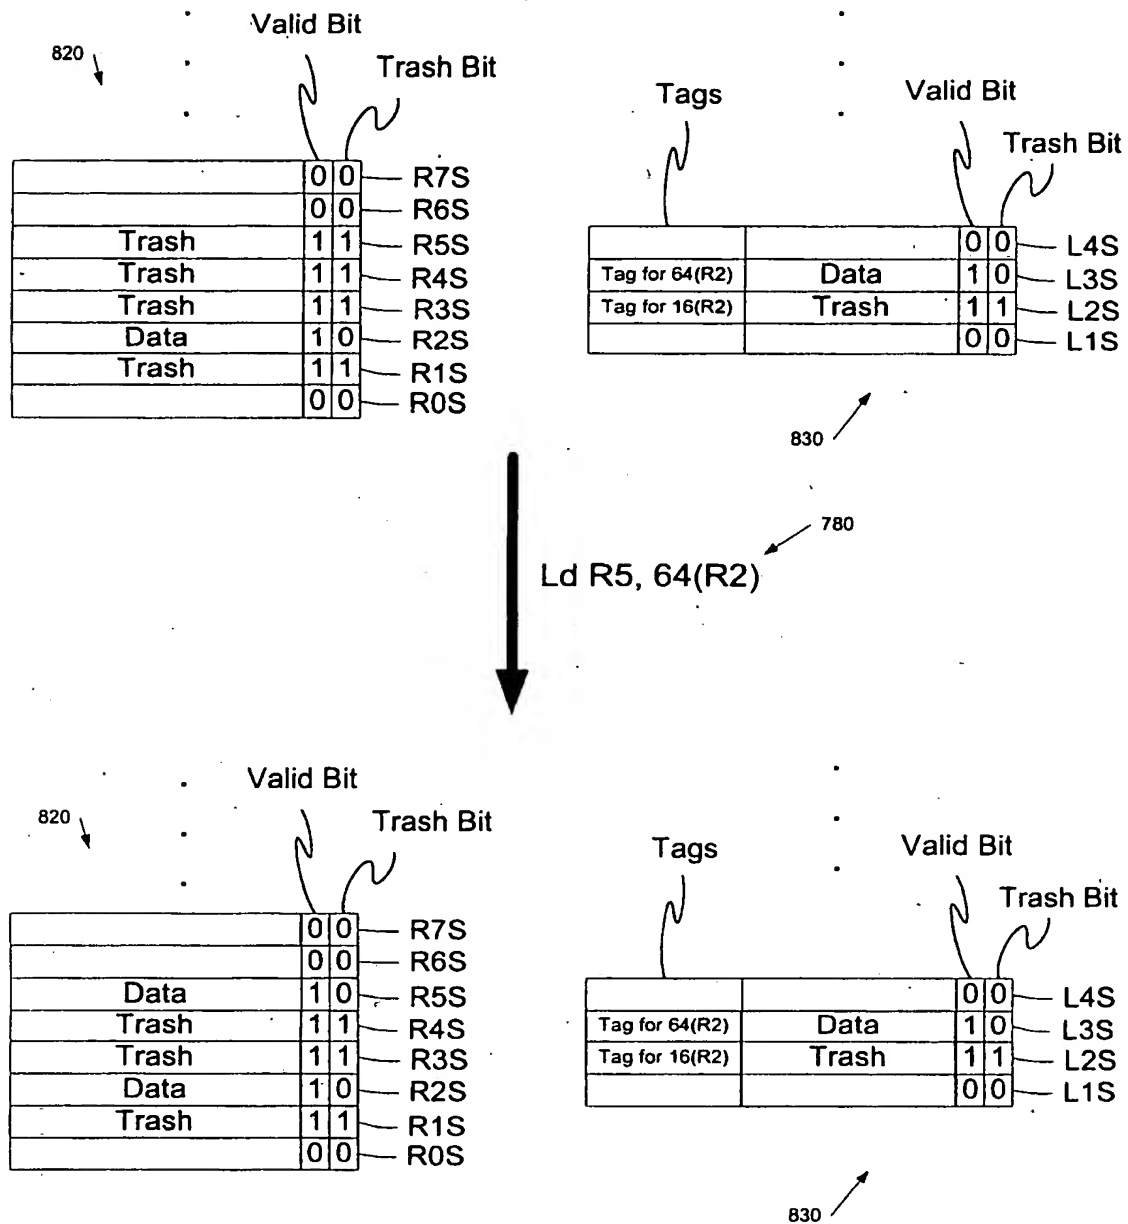 Valid Bit
820
Trash Bit
Tags
Valid Bit
Trash Bit
0 0 R7S
0 0 R6S
Trash 1 1 R5S
Trash 1 1 R4S
Trash 1 1 R3S
Data 1 0 R2S
Trash 1 1 R1S
0 0 R0S
0 0 L4S
Tag for 64(R2) Data 1 0 L3S
Tag for 16(R2) Trash 1 1 L2S
0 0 L1S
830
780
Ld R5, 64(R2)
Valid Bit
820
Trash Bit
Tags
Valid Bit
Trash Bit
0 0 R7S
0 0 R6S
Data 1 0 R5S
Trash 1 1 R4S
Trash 1 1 R3S
Data 1 0 R2S
Trash 1 1 R1S
0 0 R0S
0 0 L4S
Tag for 64(R2) Data 1 0 L3S
Tag for 16(R2) Trash 1 1 L2S
0 0 L1S
830